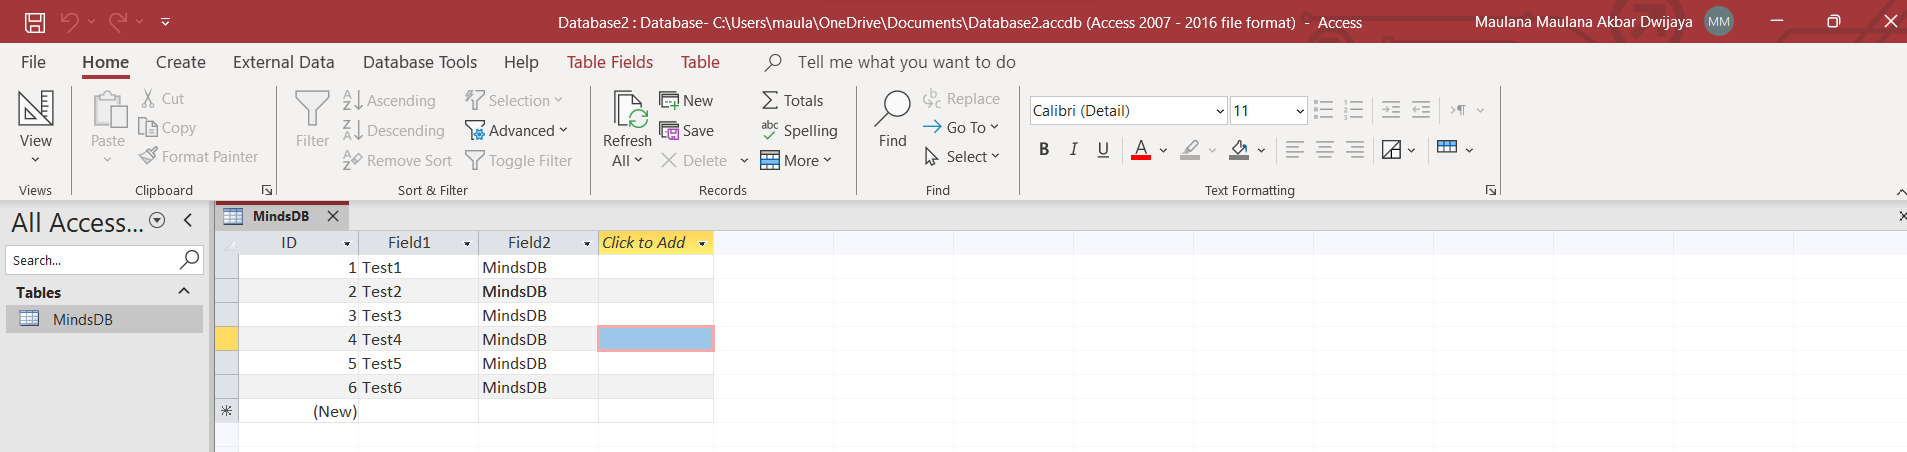 Database2 : Database- C:\Users\maula\OneDrive\Documents\Database2.accdb (Access 2007 - 2016 file format) - Access
Maulana Maulana Akbar Dwijaya MM
File Home Create External Data Database Tools Help Table Fields Table Tell me what you want to do
View
Views
Paste
Cut
Copy
Format Painter
Clipboard
Filter
Ascending
Descending
Remove Sort
Selection
Advanced
Toggle Filter
Sort & Filter
Refresh
All
New
Save
Delete
Totals
Spelling
More
Records
Find
Replace
Go To
Select
Find
Calibri (Detail) 11
B I U A
Text Formatting
All Access...
Search...
Tables
MindsDB
MindsDB
ID Field1 Field2 Click to Add
1 Test1 MindsDB
2 Test2 MindsDB
3 Test3 MindsDB
4 Test4 MindsDB
5 Test5 MindsDB
6 Test6 MindsDB
(New)